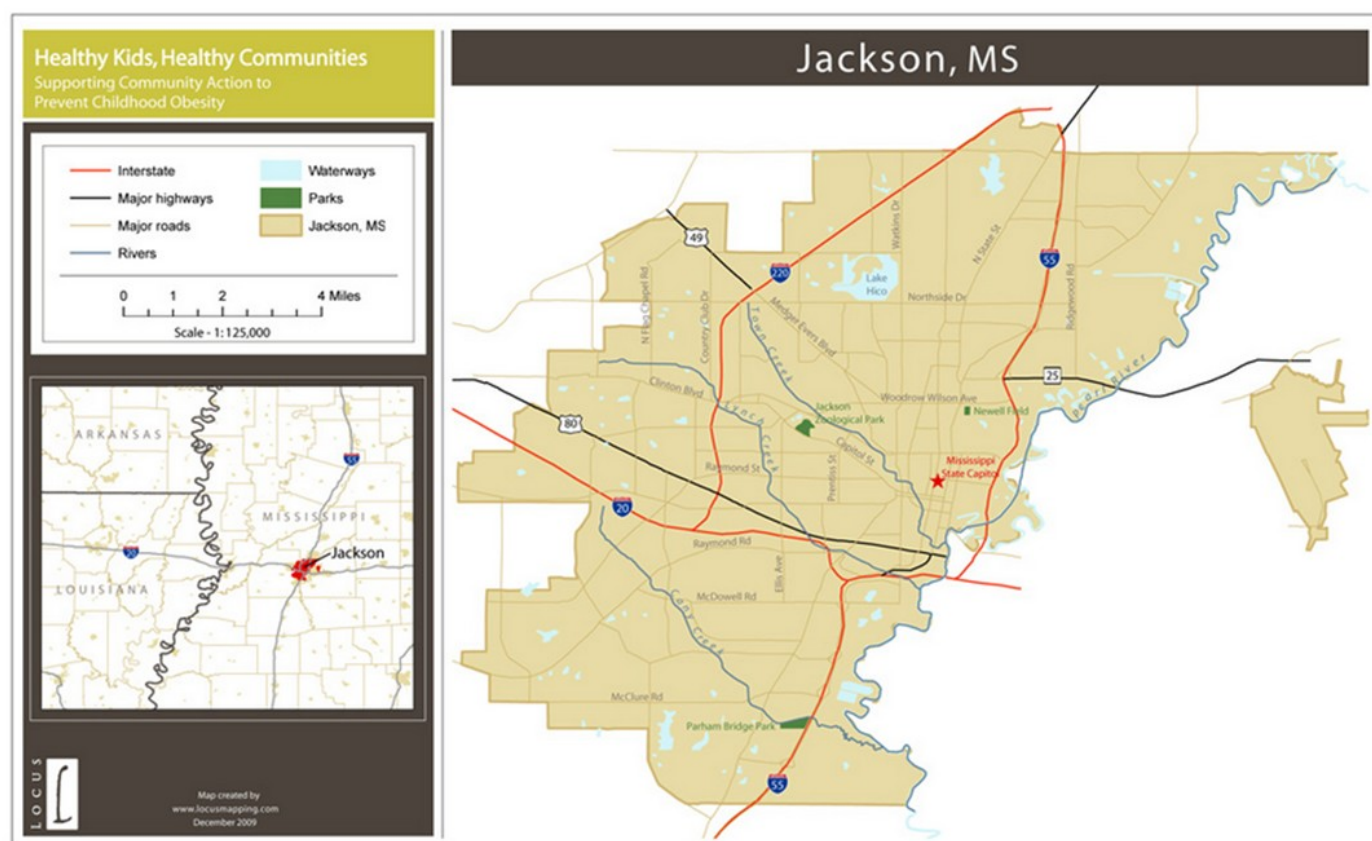 Healthy Kids, Healthy Communities
Supporting Community Action to
Prevent Childhood Obesity
Interstate
Major highways
Major roads
Rivers
Waterways
Parks
Jackson, MS
0 1 2 4 Miles
Scale - 1:125,000
ARKANSAS
MISSISSIPPI
LOUISIANA
55
20
Jackson
LOCUS
Map created by
www.locusmapping.com
December 2009
Jackson, MS
49
220
55
N Flag Chapel Rd
Country Club Dr
Watkins Dr
N State St
Ridgewood Rd
Lake
Hico
Northside Dr
Medger Evers Blvd
Town Creek
25
Pearl River
Clinton Blvd
Lynch Creek
Woodrow Wilson Ave
Jackson
Zoological Park
Newell Field
80
Capitol St
Raymond St
Prentiss St
Mississippi
State Capitol
20
Raymond Rd
Ellis Ave
McDowell Rd
Cany Creek
McClure Rd
Parham Bridge Park
55